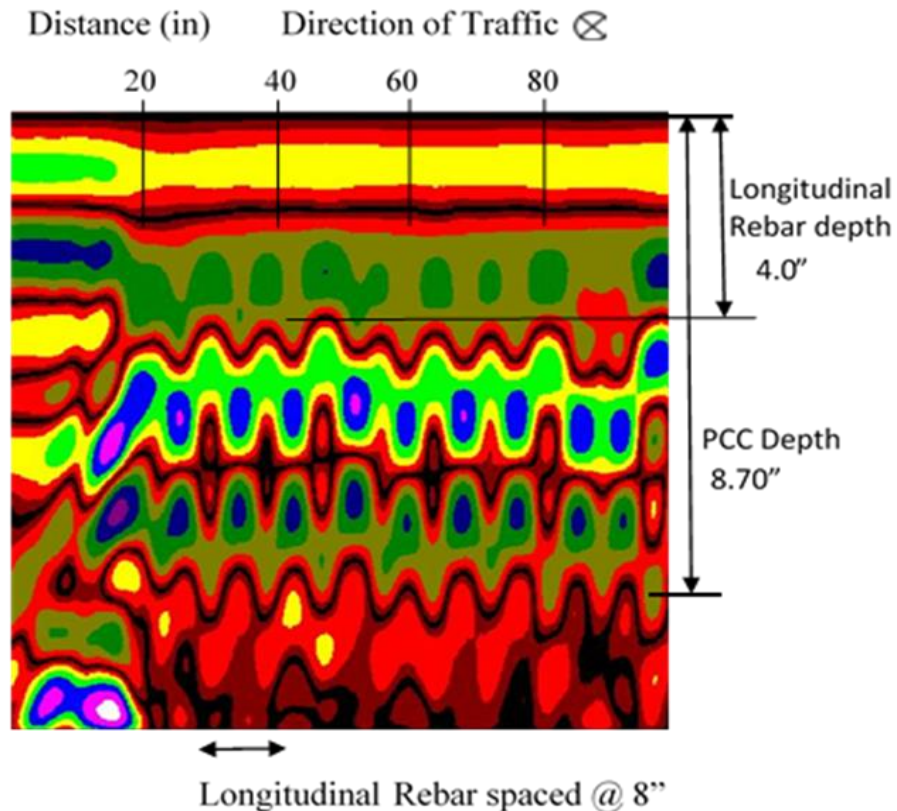 Distance (in) Direction of Traffic ⊗
20 40 60 80
Longitudinal
Rebar depth
4.0”
PCC Depth
8.70”
Longitudinal Rebar spaced @ 8”